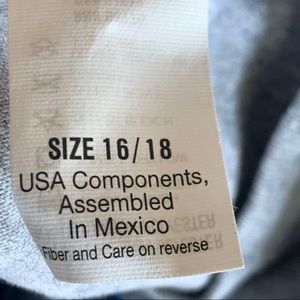 SIZE 16/18
USA Components,
Assembled
In Mexico
Fiber and Care on reverse